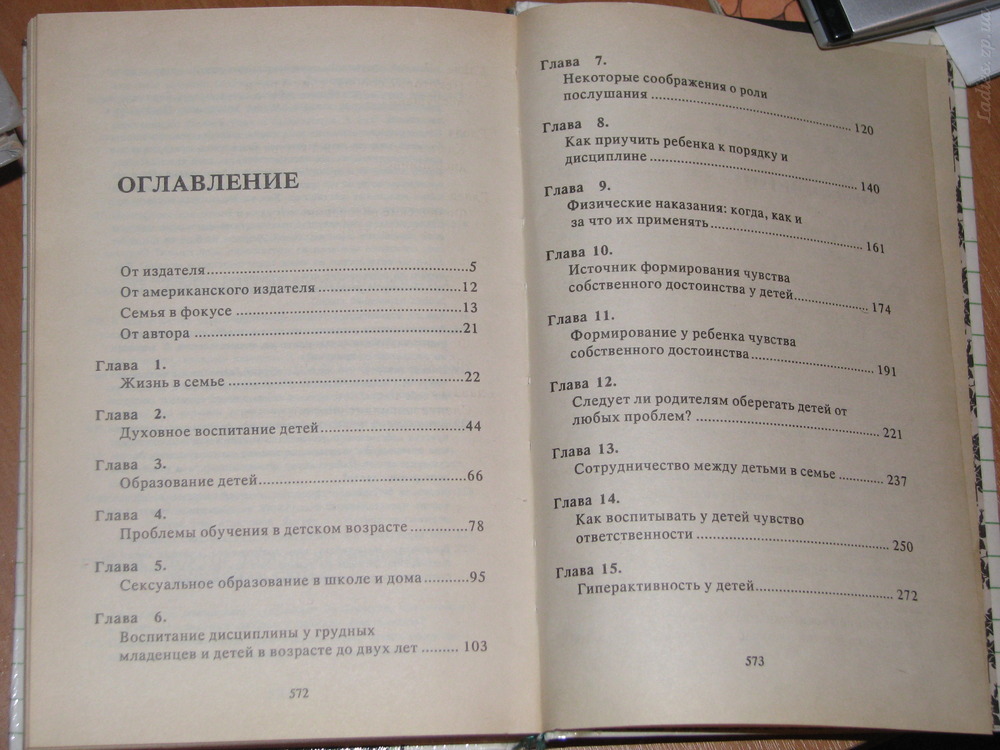 ОГЛАВЛЕНИЕ
От издателя..........5
От американского издателя..........12
Семья в фокусе..........13
От автора..........21
Глава 1.
Жизнь в семье..........22
Глава 2.
Духовное воспитание детей..........44
Глава 3.
Образование детей..........66
Глава 4.
Проблемы обучения в детском возрасте..........78
Глава 5.
Сексуальное образование в школе и дома..........95
Глава 6.
Воспитание дисциплины у грудных
младенцев и детей в возрасте до двух лет......... 103
572
Глава 7.
Некоторые соображения о роли
послушания..........120
Глава 8.
Как приучить ребенка к порядку и
дисциплине..........140
Глава 9.
Физические наказания: когда, как и
за что их применять..........161
Глава 10.
Источник формирования чувства
собственного достоинства у детей..........174
Глава 11.
Формирование у ребенка чувства
собственного достоинства..........191
Глава 12.
Следует ли родителям оберегать детей от
любых проблем?..........221
Глава 13.
Сотрудничество между детьми в семье..........237
Глава 14.
Как воспитывать у детей чувство
ответственности..........250
Глава 15.
Гиперактивность у детей..........272
573